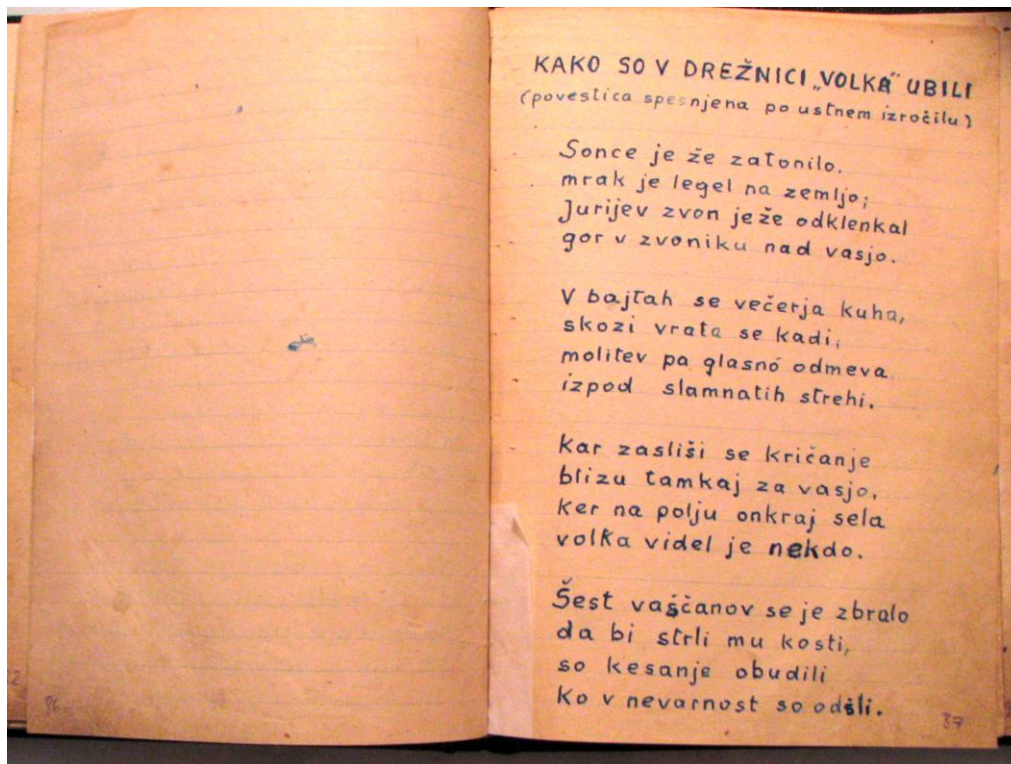 KAKO SO V DREŽNICI „VOLKA" UBILI
(povestica spesnjena po ustnem izročilu)
Sonce je že zatonilo.
mrak je legel na zemljo;
Jurijev zvon je že odklenkal
gor v zvoniku nad vasjo.
V bajtah se večerja kuha,
skozi vrata se kadi,
molitev pa glasno odmeva
izpod slamnatih strehi.
Kar zasliši se kričanje
blizu tamkaj za vasjo,
ker na polju onkraj sela
volka videl je nekdo.
Šest vaščanov se je zbralo
da bi strli mu kosti,
so kesanje obudili
ko v nevarnost so odšli.
86
87